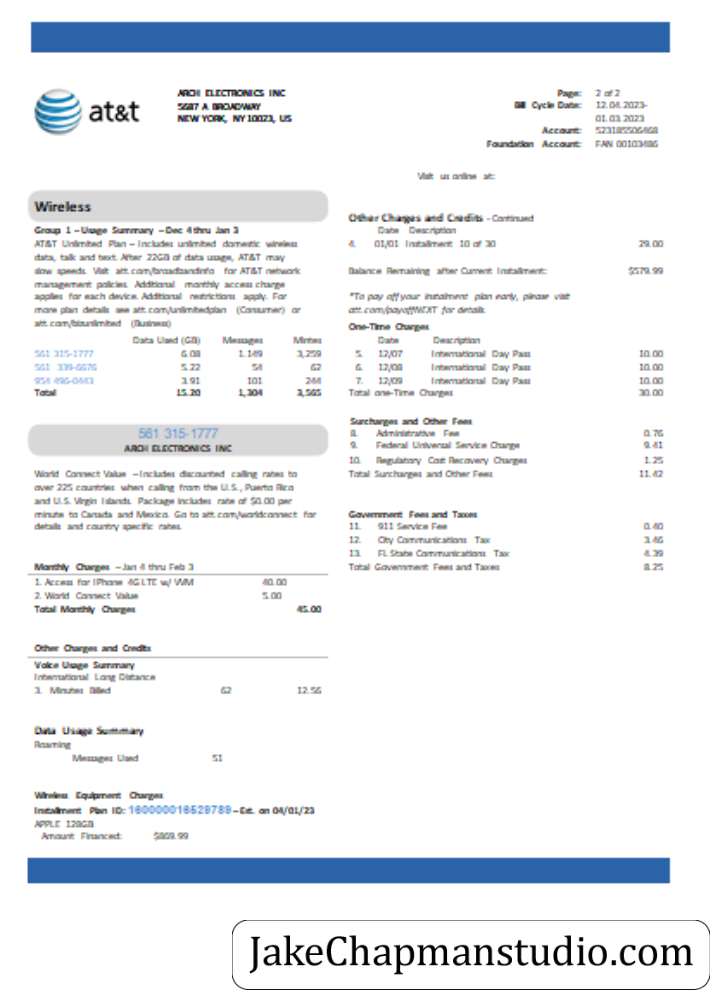 at&t
ARCH ELECTRONICS INC
5687 A BROADWAY
NEW YORK, NY 10023, US
Page: 2 of 2
Bill Cycle Date: 12.04.2023-
01.03.2023
Account: 523185506468
Foundation Account: FAN 00103486
Visit us online at:
Wireless
Group 1 – Usage Summary – Dec 4 thru Jan 3
AT&T Unlimited Plan – Includes unlimited domestic wireless
data, talk and text. After 22GB of data usage, AT&T may
slow speeds. Visit att.com/broadbandinfo for AT&T network
management policies. Additional monthly access charge
applies for each device. Additional restrictions apply. For
more plan details see att.com/unlimitedplan (Consumer) or
att.com/bizunlimited (Business)
Data Used (GB) Messages Mintes
561 315-1777 6.08 1.149 3,259
561 339-6676 5.22 54 62
954 496-0443 3.91 101 244
Total 15.20 1,304 3,565
561 315-1777
ARCH ELECTRONICS INC
World Connect Value – Includes discounted calling rates to
over 225 countries when calling from the U.S., Puerto Rico
and U.S. Virgin Islands. Package includes rate of $0.00 per
minute to Canada and Mexico. Go to att.com/worldconnect for
details and country specific rates.
Monthly Charges – Jan 4 thru Feb 3
1. Access for IPhone 4G LTE w/ VVM 40.00
2. World Connect Value 5.00
Total Monthly Charges 45.00
Other Charges and Credits
Voice Usage Summary
International Long Distance
3. Minutes Billed 62 12.56
Data Usage Summary
Roaming
Messages Used 51
Wireless Equipment Charges
Installment Plan ID: 160000016529789 – Est. on 04/01/23
APPLE 128GB
Amount Financed: $869.99
Other Charges and Credits - Continued
Date Description
4. 01/01 Installment 10 of 30 29.00
Balance Remaining after Current Installment: $579.99
*To pay off your instalment plan early, please visit
att.com/payoffNEXT for details.
One-Time Charges
Date Description
5. 12/07 International Day Pass 10.00
6. 12/08 International Day Pass 10.00
7. 12/09 International Day Pass 10.00
Total one-Time Charges 30.00
Surcharges and Other Fees
8. Administrative Fee 0.76
9. Federal Universal Service Charge 9.41
10. Regulatory Cost Recovery Charges 1.25
Total Surcharges and Other Fees 11.42
Government Fees and Taxes
11. 911 Service Fee 0.40
12. City Communications Tax 3.46
13. FL State Communications Tax 4.39
Total Government Fees and Taxes 8.25
JakeChapmanstudio.com